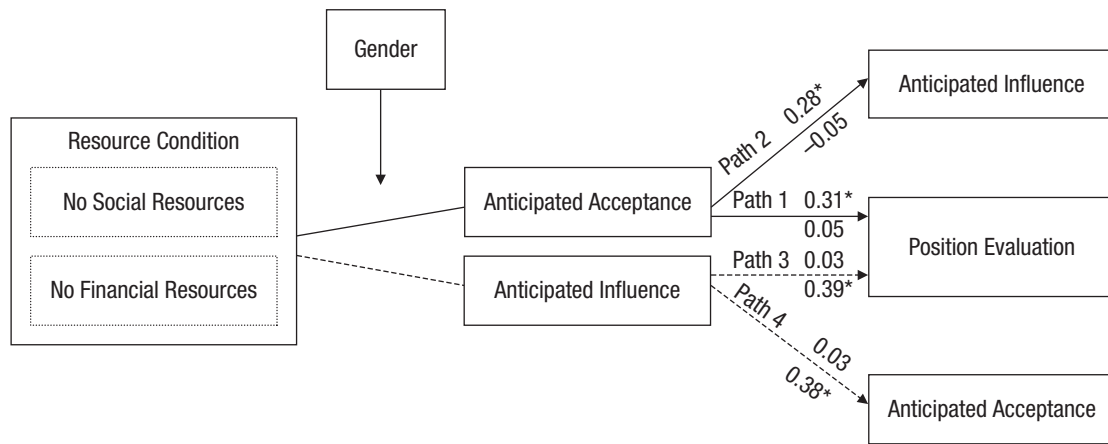 Gender
Anticipated Influence
Resource Condition
No Social Resources
No Financial Resources
Anticipated Acceptance
Anticipated Influence
Path 2 0.28*
–0.05
Path 1 0.31*
0.05
Path 3 0.03
0.39*
Path 4 0.03
0.38*
Position Evaluation
Anticipated Acceptance